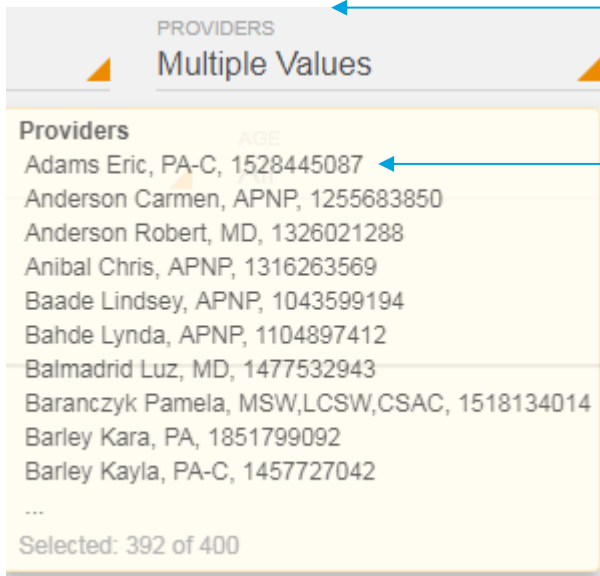 PROVIDERS
Multiple Values
Providers
AGE
Adams Eric, PA-C, 1528445087
All
Anderson Carmen, APNP, 1255683850
Anderson Robert, MD, 1326021288
Anibal Chris, APNP, 1316263569
Baade Lindsey, APNP, 1043599194
Bahde Lynda, APNP, 1104897412
Balmadrid Luz, MD, 1477532943
Baranczyk Pamela, MSW,LCSW,CSAC, 1518134014
Barley Kara, PA, 1851799092
Barley Kayla, PA-C, 1457727042
...
Selected: 392 of 400